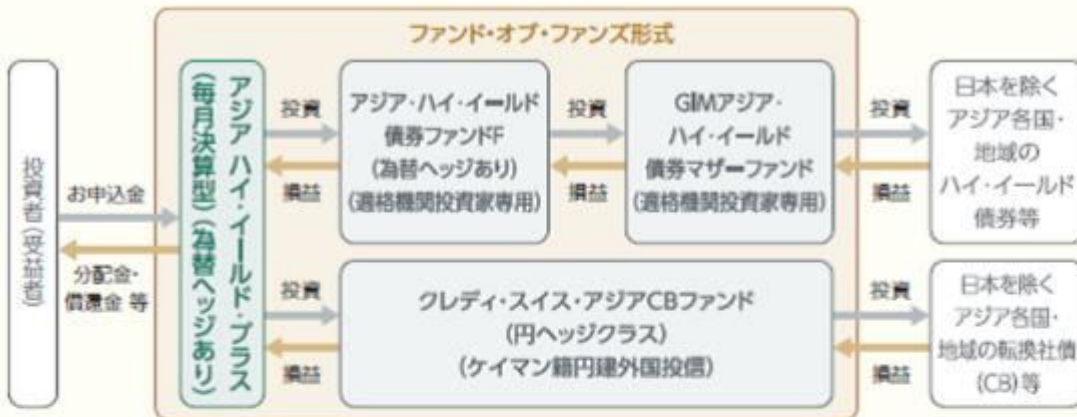 ファンド・オブ・ファンズ形式
投資者(受益者)
お申込金
分配金・
償還金 等
アジア ハイ・イールド・プラス
(毎月決算型)(為替ヘッジあり)
投資
損益
アジア・ハイ・イールド
債券ファンドF
(為替ヘッジあり)
(適格機関投資家専用)
投資
損益
GIMアジア・
ハイ・イールド
債券マザーファンド
(適格機関投資家専用)
投資
損益
日本を除く
アジア各国・
地域の
ハイ・イールド
債券等
投資
損益
クレディ・スイス・アジアCBファンド
(円ヘッジクラス)
(ケイマン籍円建外国投信)
投資
損益
日本を除く
アジア各国・
地域の転換社債
(CB)等